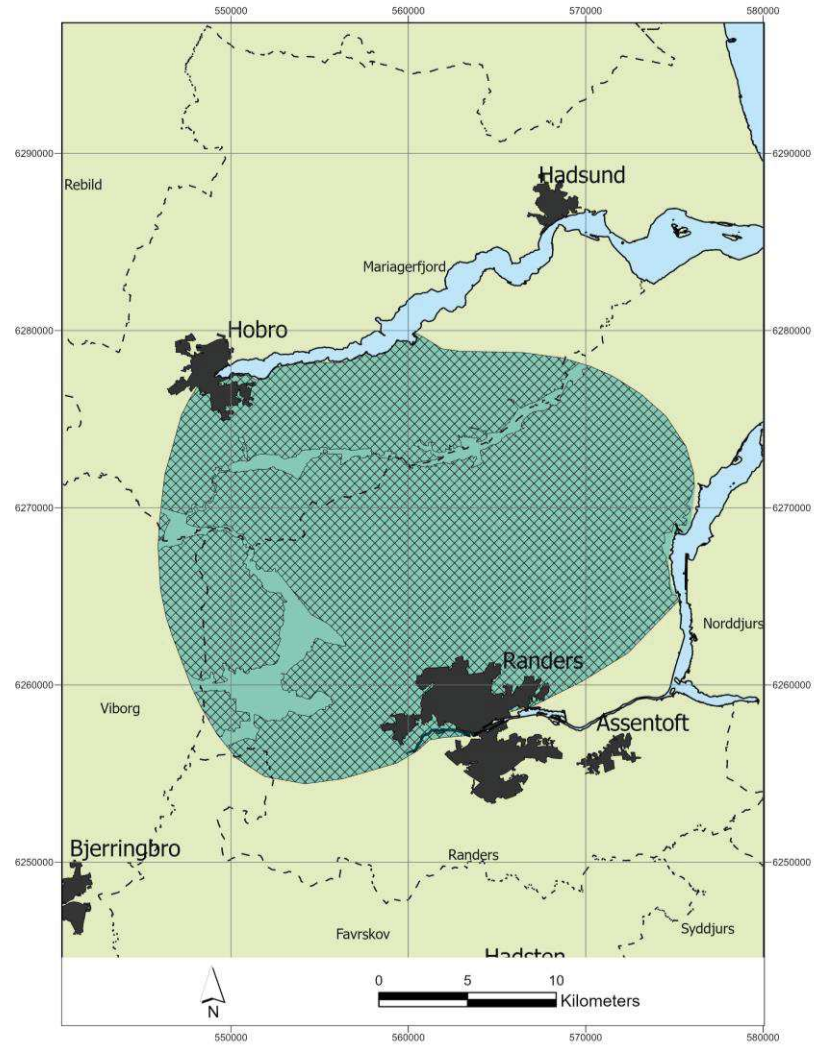 550000 560000 570000 580000
6290000 6290000
Hadsund
Rebild
Mariagerfjord
6280000 Hobro 6280000
6270000 6270000
Norddjurs
Randers
6260000 6260000
Viborg
Assentoft
Bjerringbro
Randers
6250000 6250000
Favrskov
Syddjurs
Hadsten
0 5 10
Kilometers
N
550000 560000 570000 580000